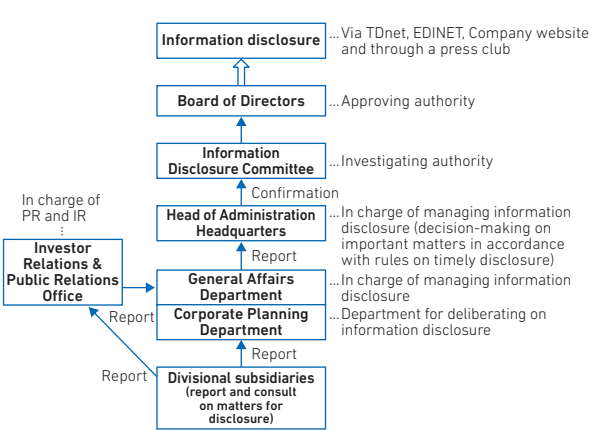 Information disclosure
...Via TDnet, EDINET, Company website
and through a press club
Board of Directors
...Approving authority
Information
Disclosure Committee
...Investigating authority
Confirmation
In charge of
PR and IR
Head of Administration
Headquarters
...In charge of managing information
disclosure (decision-making on
important matters in accordance
with rules on timely disclosure)
Investor
Relations &
Public Relations
Office
Report
General Affairs
Department
...In charge of managing information
disclosure
Report
Corporate Planning
Department
...Department for deliberating on
information disclosure
Report
Report
Divisional subsidiaries
(report and consult
on matters for
disclosure)